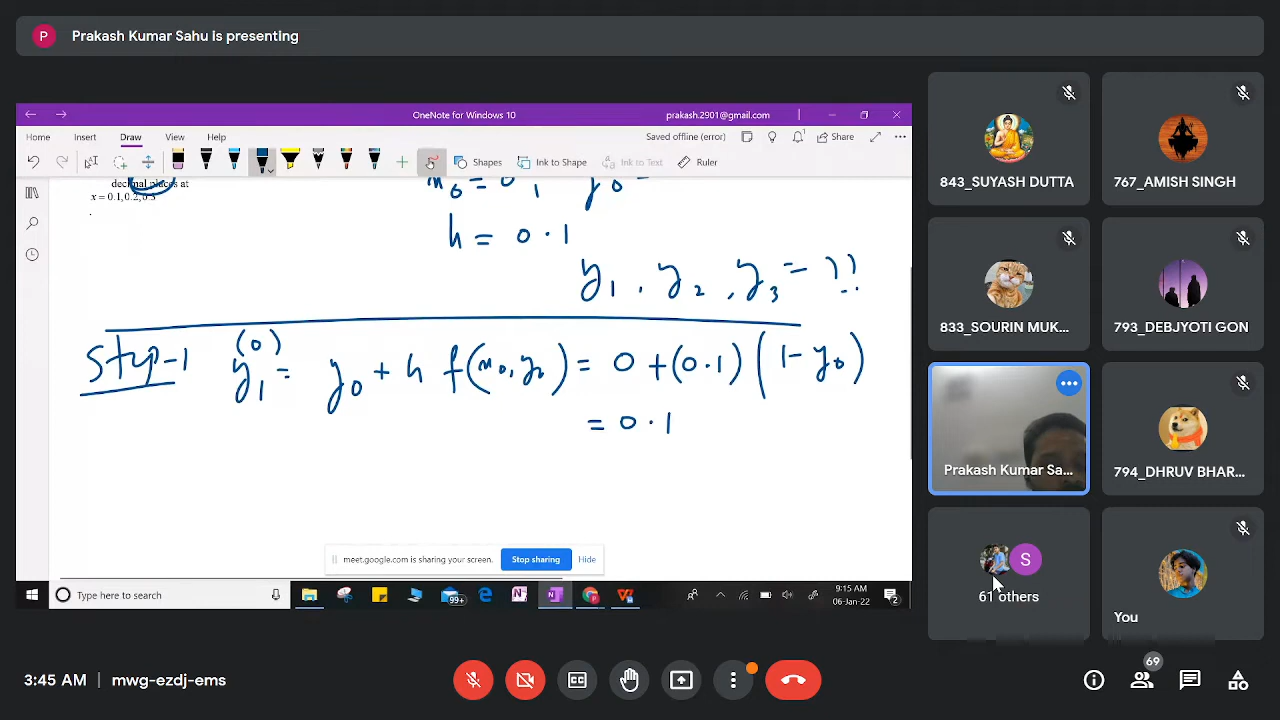 P Prakash Kumar Sahu is presenting
OneNote for Windows 10
prakash.2901@gmail.com
Home Insert Draw View Help
Saved offline (error) Share
Shapes Ink to Shape Ink to Text Ruler
decimal places at
x = 0.1, 0.2, 0.3
x₀ = 0, y₀ =
h = 0.1
y₁, y₂, y₃ = ??
Step-1 y₁⁽⁰⁾ = y₀ + h f(x₀, y₀) = 0 + (0.1) (1 - y₀)
= 0.1
meet.google.com is sharing your screen. Stop sharing Hide
Type here to search
99+
9:15 AM
06-Jan-22
2
843_SUYASH DUTTA
767_AMISH SINGH
833_SOURIN MUK...
793_DEBJYOTI GON
Prakash Kumar Sa...
794_DHRUV BHAR...
S
61 others
You
3:45 AM | mwg-ezdj-ems
69